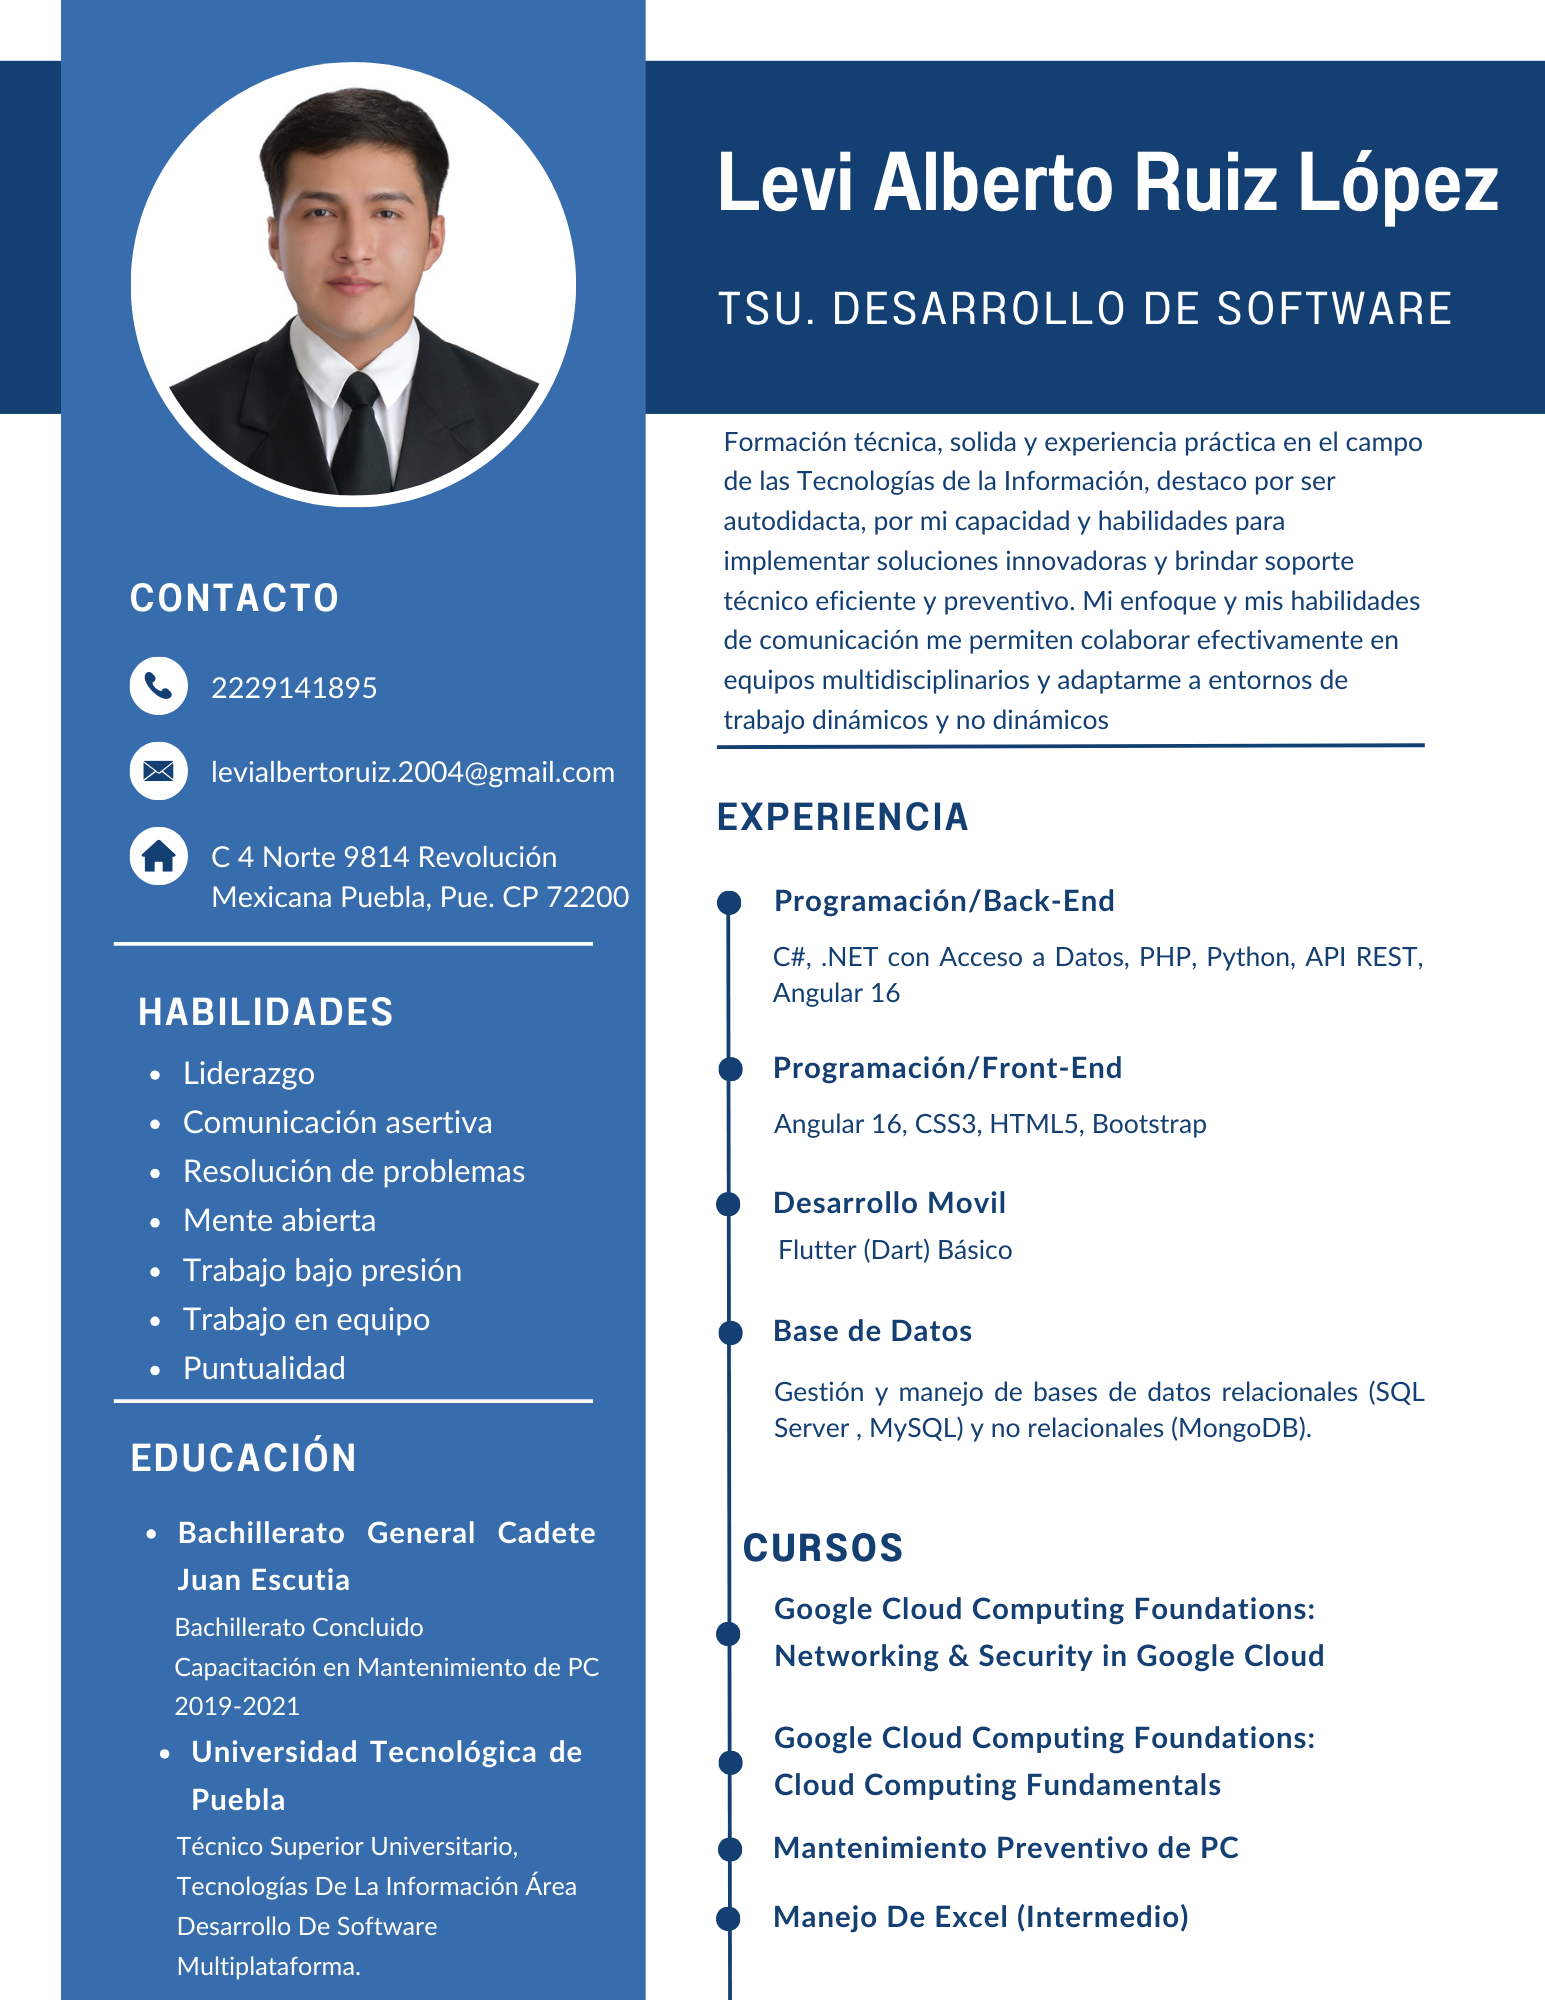 Levi Alberto Ruiz López
TSU. DESARROLLO DE SOFTWARE
Formación técnica, solida y experiencia práctica en el campo
de las Tecnologías de la Información, destaco por ser
autodidacta, por mi capacidad y habilidades para
implementar soluciones innovadoras y brindar soporte
técnico eficiente y preventivo. Mi enfoque y mis habilidades
de comunicación me permiten colaborar efectivamente en
equipos multidisciplinarios y adaptarme a entornos de
trabajo dinámicos y no dinámicos
CONTACTO
2229141895
levialbertoruiz.2004@gmail.com
C 4 Norte 9814 Revolución
Mexicana Puebla, Pue. CP 72200
HABILIDADES
• Liderazgo
• Comunicación asertiva
• Resolución de problemas
• Mente abierta
• Trabajo bajo presión
• Trabajo en equipo
• Puntualidad
EDUCACIÓN
• Bachillerato General Cadete
Juan Escutia
Bachillerato Concluido
Capacitación en Mantenimiento de PC
2019-2021
• Universidad Tecnológica de
Puebla
Técnico Superior Universitario,
Tecnologías De La Información Área
Desarrollo De Software
Multiplataforma.
EXPERIENCIA
Programación/Back-End
C#, .NET con Acceso a Datos, PHP, Python, API REST,
Angular 16
Programación/Front-End
Angular 16, CSS3, HTML5, Bootstrap
Desarrollo Movil
Flutter (Dart) Básico
Base de Datos
Gestión y manejo de bases de datos relacionales (SQL
Server , MySQL) y no relacionales (MongoDB).
CURSOS
Google Cloud Computing Foundations:
Networking & Security in Google Cloud
Google Cloud Computing Foundations:
Cloud Computing Fundamentals
Mantenimiento Preventivo de PC
Manejo De Excel (Intermedio)